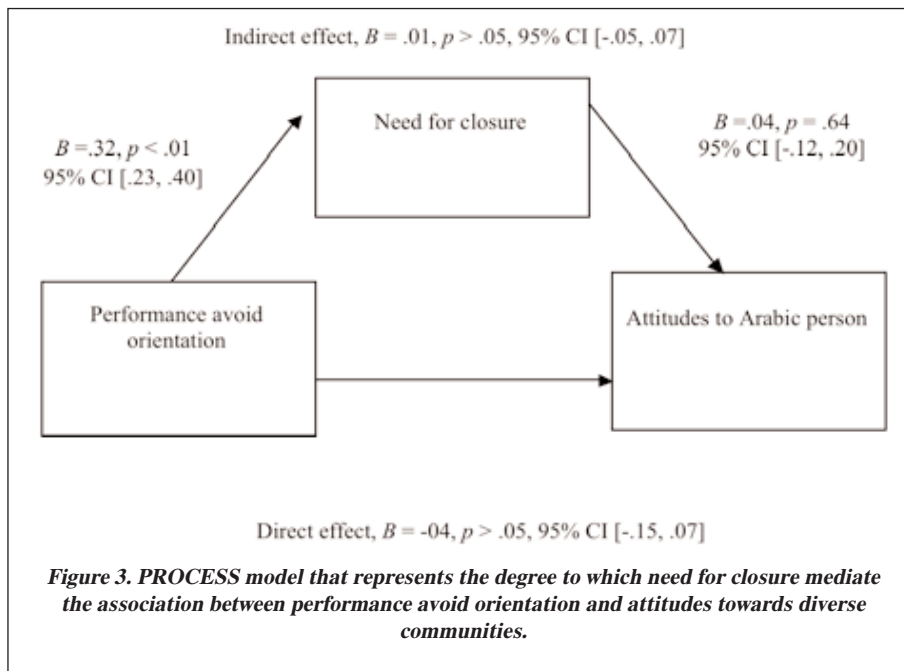 Indirect effect, B = .01, p > .05, 95% CI [-.05, .07]
Need for closure
B =.32, p < .01
95% CI [.23, .40]
B =.04, p = .64
95% CI [-.12, .20]
Performance avoid
orientation
Attitudes to Arabic person
Direct effect, B = -04, p > .05, 95% CI [-.15, .07]
Figure 3. PROCESS model that represents the degree to which need for closure mediate
the association between performance avoid orientation and attitudes towards diverse
communities.